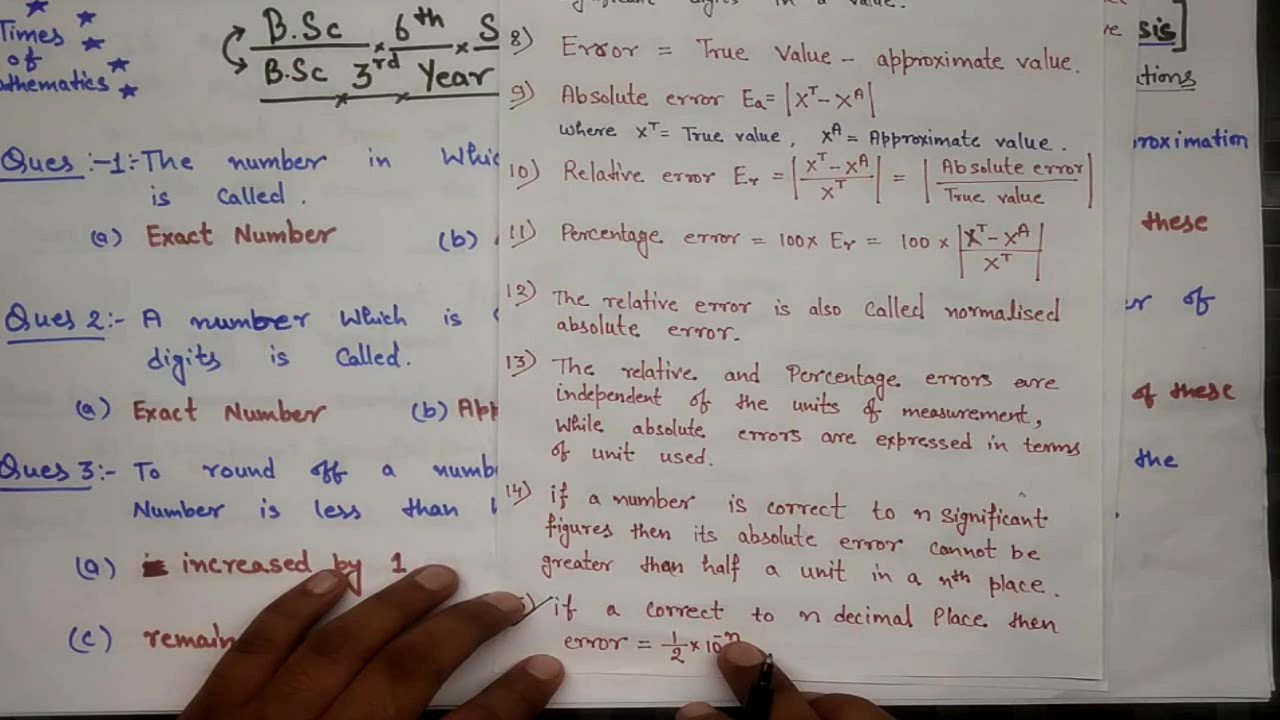 Times
of
Mathematics
B.Sc 6th S
B.Sc 3rd Year
Ques :-1:- The number in Whic
is Called.
(a) Exact Number (b)
Ques 2:- A number Which is
digits is Called.
(a) Exact Number (b) App
Ques 3:- To round off a numb
Number is less than
(a) is increased by 1
(c) remain
digits in a value.
8) Error = True Value - approximate value.
9) Absolute error Ea = |X^T - X^A|
where X^T = True value, X^A = Approximate value.
10) Relative error Er = |X^T - X^A / X^T| = |Absolute error / True value|
11) Percentage error = 100 x Er = 100 x |X^T - X^A / X^T|
12) The relative error is also Called normalised
absolute error.
13) The relative and Percentage errors are
independent of the units of measurement,
While absolute errors are expressed in terms
of unit used.
14) if a number is correct to n significant
figures then its absolute error cannot be
greater than half a unit in a nth place.
if a correct to n decimal Place then
error = 1/2 x 10^-n
sis]
ations
roximation
these
er of
of these
the